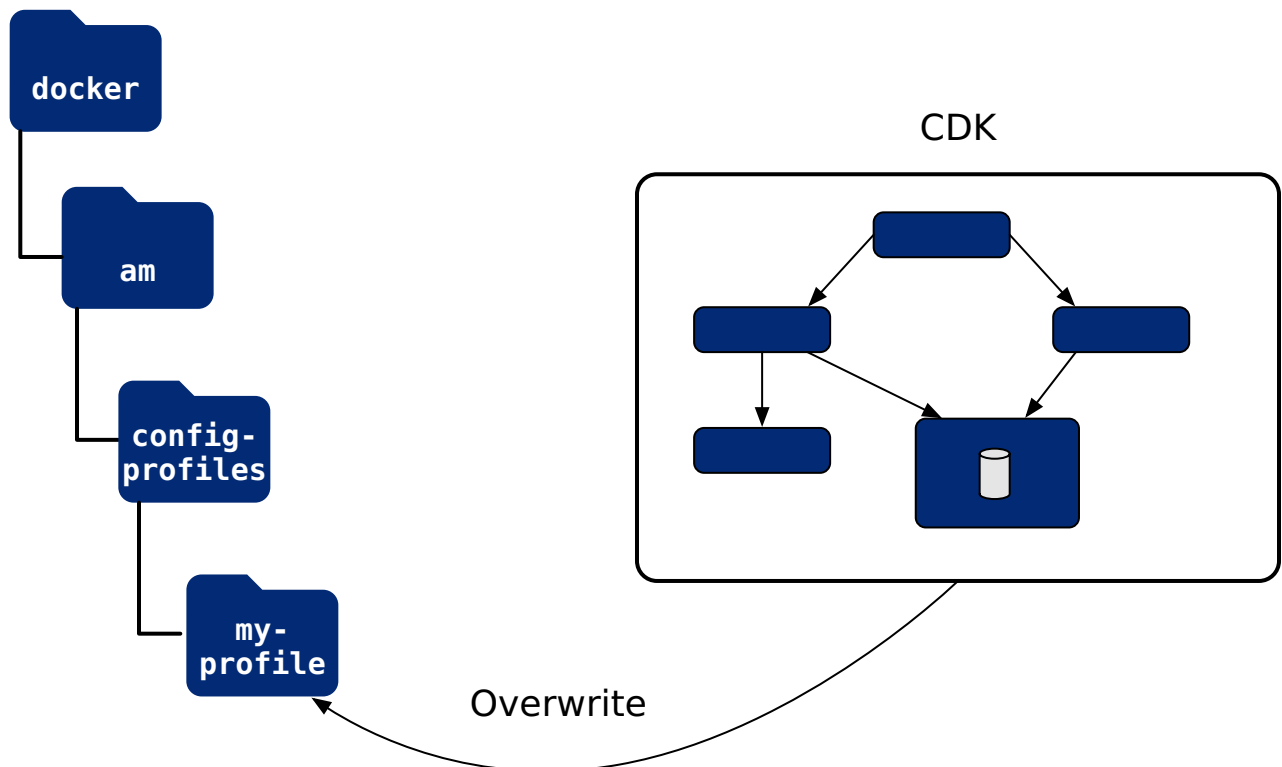 docker
CDK
am
config-
profiles
my-
profile
Overwrite